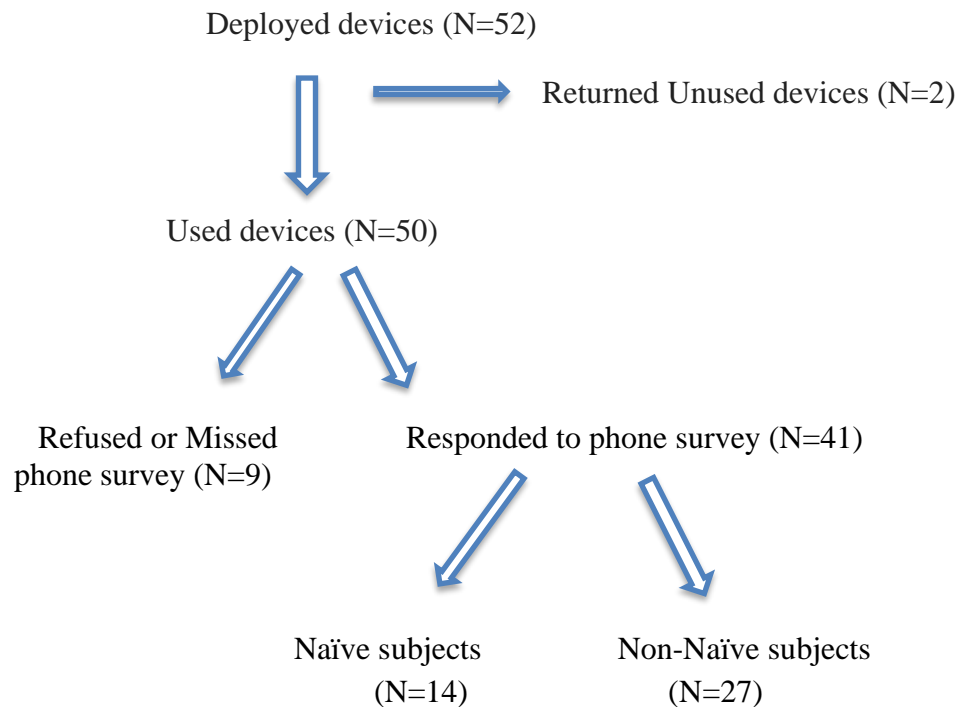 Deployed devices (N=52)
Returned Unused devices (N=2)
Used devices (N=50)
Refused or Missed
phone survey (N=9)
Responded to phone survey (N=41)
Naïve subjects
(N=14)
Non-Naïve subjects
(N=27)